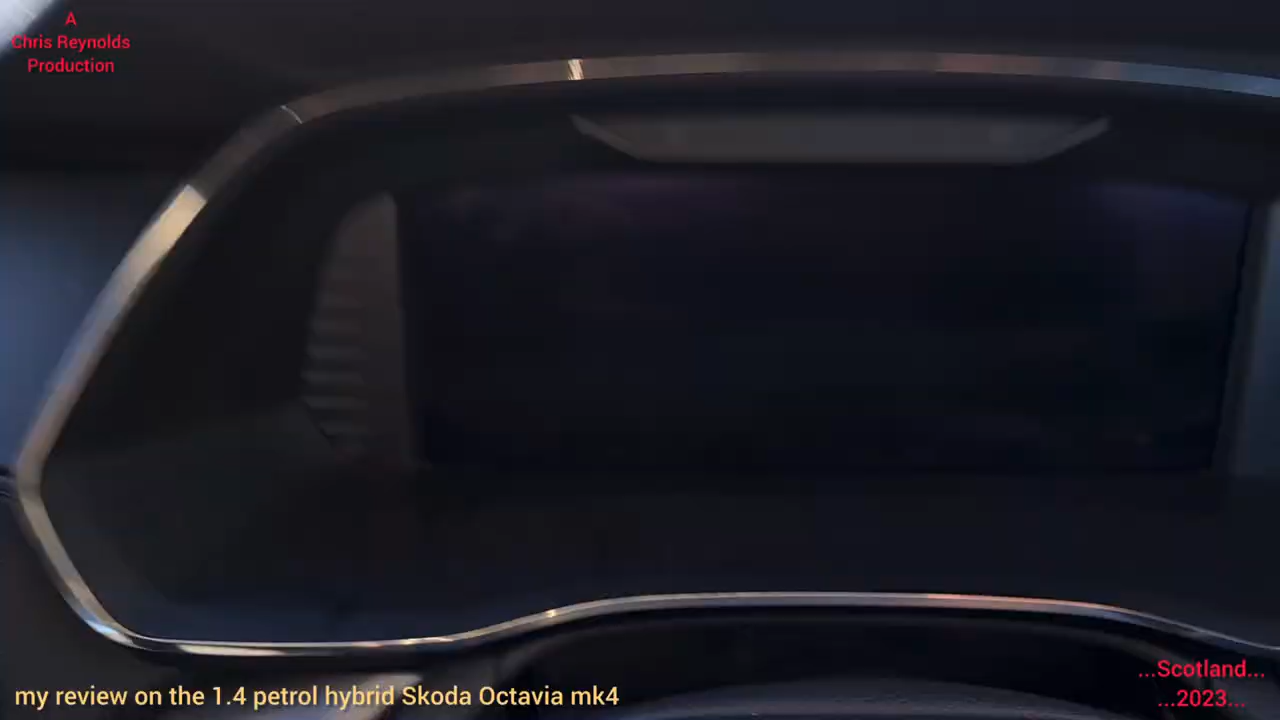 A
Chris Reynolds
Production
my review on the 1.4 petrol hybrid Skoda Octavia mk4
...Scotland...
...2023...